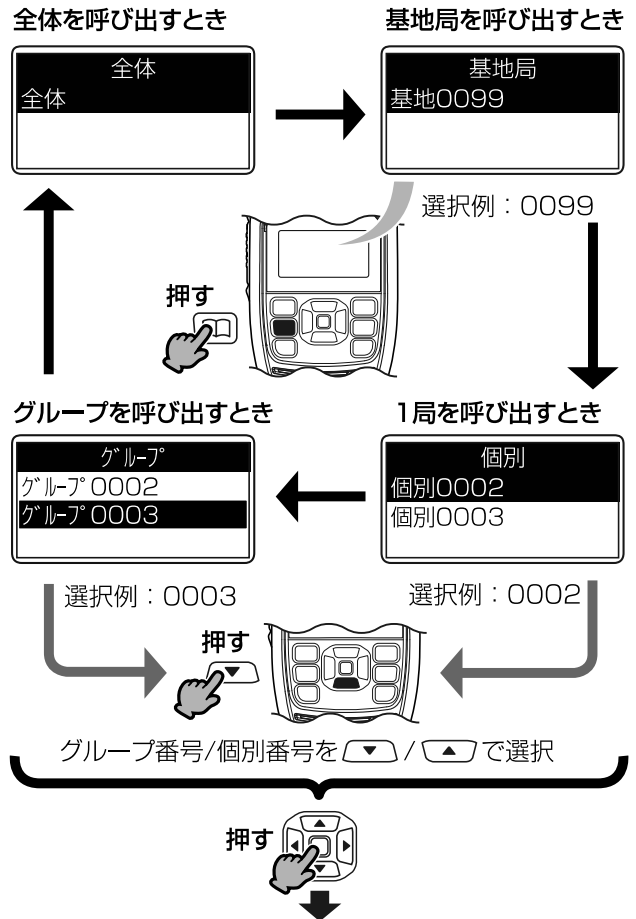 全体を呼び出すとき
全体
全体
基地局を呼び出すとき
基地局
基地0099
選択例：0099
押す
グループを呼び出すとき
ｸﾞﾙｰﾌﾟ
ｸﾞﾙｰﾌﾟ0002
ｸﾞﾙｰﾌﾟ0003
選択例：0003
1局を呼び出すとき
個別
個別0002
個別0003
選択例：0002
押す
グループ番号/個別番号を▼/▲で選択
押す